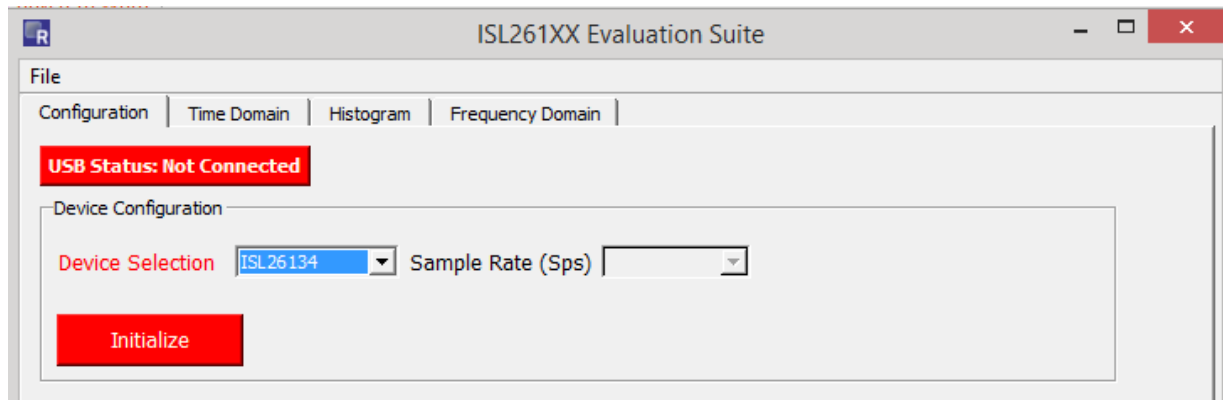 R
ISL261XX Evaluation Suite
File
Configuration Time Domain Histogram Frequency Domain
USB Status: Not Connected
Device Configuration
Device Selection ISL26134 Sample Rate (Sps)
Initialize